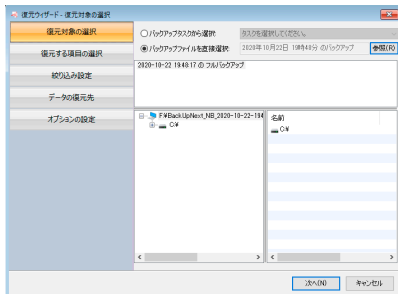 復元ウィザード - 復元対象の選択
復元対象の選択
復元する項目の選択
絞り込み設定
データの復元先
オプションの設定
バックアップタスクから選択
タスクを選択してください。
バックアップファイルを直接選択
2020年10月22日 19時48分 のバックアップ
参照(R)
2020-10-22 19:48:17 の フルバックアップ
F:¥BackUpNext_NB_2020-10-22-194
C:¥
名前
C:¥
次へ(N)
キャンセル